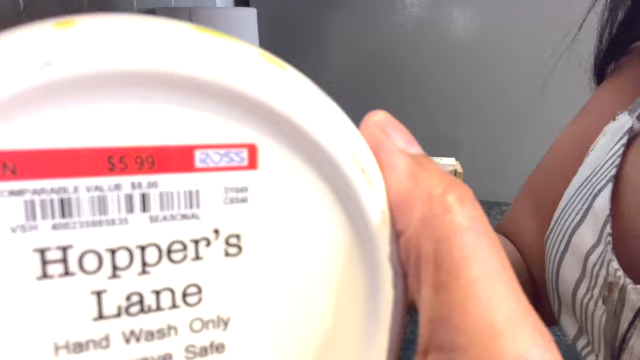 N $5.99 ROSS
COMPARABLE VALUE $8.00
SEASONAL
Hopper's
Lane
Hand Wash Only
Safe